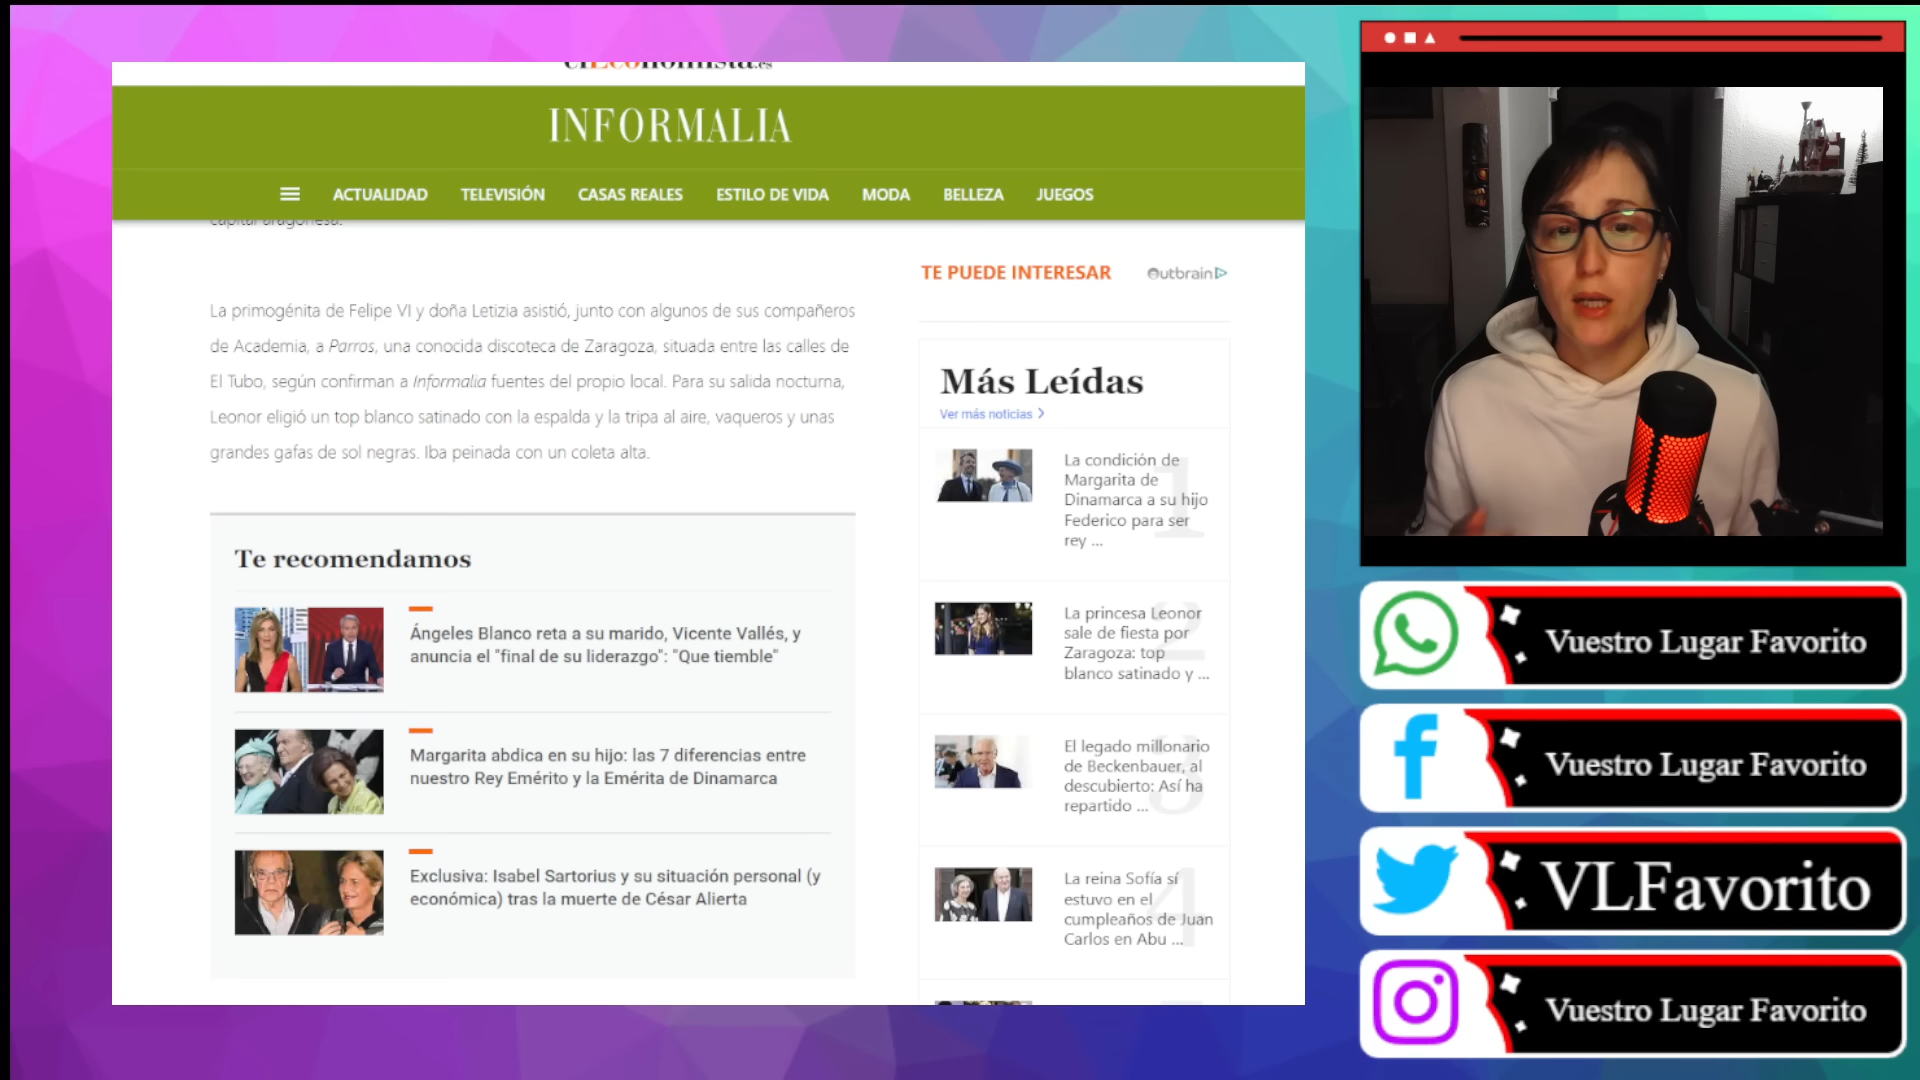 elEconomista.es
INFORMALIA
ACTUALIDAD TELEVISIÓN CASAS REALES ESTILO DE VIDA MODA BELLEZA JUEGOS
capital aragonesa.
La primogénita de Felipe VI y doña Letizia asistió, junto con algunos de sus compañeros
de Academia, a Parros, una conocida discoteca de Zaragoza, situada entre las calles de
El Tubo, según confirman a Informalia fuentes del propio local. Para su salida nocturna,
Leonor eligió un top blanco satinado con la espalda y la tripa al aire, vaqueros y unas
grandes gafas de sol negras. Iba peinada con un coleta alta.
Te recomendamos
Ángeles Blanco reta a su marido, Vicente Vallés, y
anuncia el "final de su liderazgo": "Que tiemble"
Margarita abdica en su hijo: las 7 diferencias entre
nuestro Rey Emérito y la Emérita de Dinamarca
Exclusiva: Isabel Sartorius y su situación personal (y
económica) tras la muerte de César Alierta
TE PUEDE INTERESAR
Outbrain
Más Leídas
Ver más noticias
1
La condición de
Margarita de
Dinamarca a su hijo
Federico para ser
rey ...
2
La princesa Leonor
sale de fiesta por
Zaragoza: top
blanco satinado y ...
3
El legado millonario
de Beckenbauer, al
descubierto: Así ha
repartido ...
4
La reina Sofía sí
estuvo en el
cumpleaños de Juan
Carlos en Abu ...
Vuestro Lugar Favorito
Vuestro Lugar Favorito
VLFavorito
Vuestro Lugar Favorito